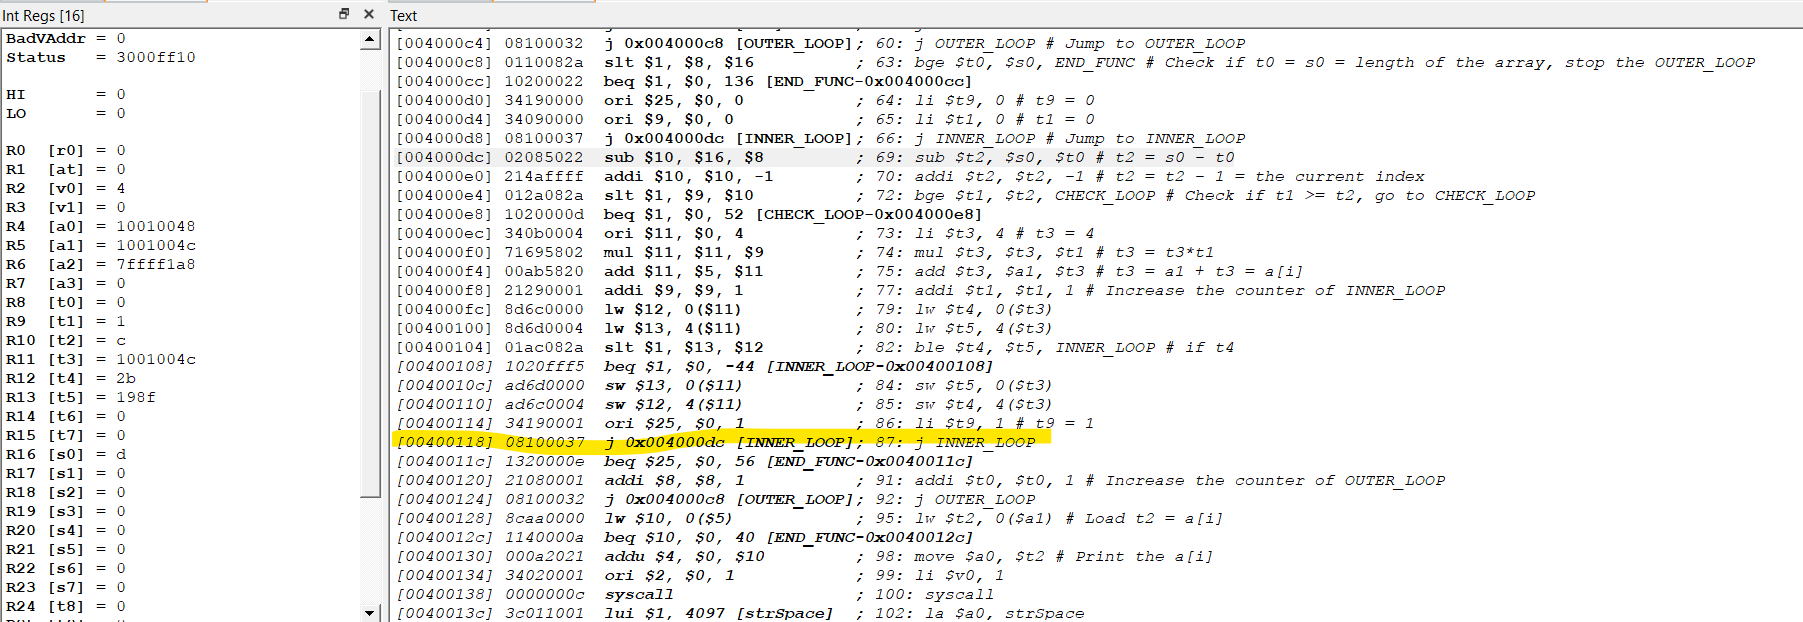 Int Regs [16]
BadVAddr = 0
Status = 3000ff10
HI = 0
LO = 0
R0 [r0] = 0
R1 [at] = 0
R2 [v0] = 4
R3 [v1] = 0
R4 [a0] = 10010048
R5 [a1] = 1001004c
R6 [a2] = 7ffff1a8
R7 [a3] = 0
R8 [t0] = 0
R9 [t1] = 1
R10 [t2] = c
R11 [t3] = 1001004c
R12 [t4] = 2b
R13 [t5] = 198f
R14 [t6] = 0
R15 [t7] = 0
R16 [s0] = d
R17 [s1] = 0
R18 [s2] = 0
R19 [s3] = 0
R20 [s4] = 0
R21 [s5] = 0
R22 [s6] = 0
R23 [s7] = 0
R24 [t8] = 0
Text
[004000c4] 08100032 j 0x004000c8 [OUTER_LOOP]; 60: j OUTER_LOOP # Jump to OUTER_LOOP
[004000c8] 0110082a slt $1, $8, $16 ; 63: bge $t0, $s0, END_FUNC # Check if t0 = s0 = length of the array, stop the OUTER_LOOP
[004000cc] 10200022 beq $1, $0, 136 [END_FUNC-0x004000cc]
[004000d0] 34190000 ori $25, $0, 0 ; 64: li $t9, 0 # t9 = 0
[004000d4] 34090000 ori $9, $0, 0 ; 65: li $t1, 0 # t1 = 0
[004000d8] 08100037 j 0x004000dc [INNER_LOOP]; 66: j INNER_LOOP # Jump to INNER_LOOP
[004000dc] 02085022 sub $10, $16, $8 ; 69: sub $t2, $s0, $t0 # t2 = s0 - t0
[004000e0] 214affff addi $10, $10, -1 ; 70: addi $t2, $t2, -1 # t2 = t2 - 1 = the current index
[004000e4] 012a082a slt $1, $9, $10 ; 72: bge $t1, $t2, CHECK_LOOP # Check if t1 >= t2, go to CHECK_LOOP
[004000e8] 1020000d beq $1, $0, 52 [CHECK_LOOP-0x004000e8]
[004000ec] 340b0004 ori $11, $0, 4 ; 73: li $t3, 4 # t3 = 4
[004000f0] 71695802 mul $11, $11, $9 ; 74: mul $t3, $t3, $t1 # t3 = t3*t1
[004000f4] 00ab5820 add $11, $5, $11 ; 75: add $t3, $a1, $t3 # t3 = a1 + t3 = a[i]
[004000f8] 21290001 addi $9, $9, 1 ; 77: addi $t1, $t1, 1 # Increase the counter of INNER_LOOP
[004000fc] 8d6c0000 lw $12, 0($11) ; 79: lw $t4, 0($t3)
[00400100] 8d6d0004 lw $13, 4($11) ; 80: lw $t5, 4($t3)
[00400104] 01ac082a slt $1, $13, $12 ; 82: ble $t4, $t5, INNER_LOOP # if t4
[00400108] 1020fff5 beq $1, $0, -44 [INNER_LOOP-0x00400108]
[0040010c] ad6d0000 sw $13, 0($11) ; 84: sw $t5, 0($t3)
[00400110] ad6c0004 sw $12, 4($11) ; 85: sw $t4, 4($t3)
[00400114] 34190001 ori $25, $0, 1 ; 86: li $t9, 1 # t9 = 1
[00400118] 08100037 j 0x004000dc [INNER_LOOP]; 87: j INNER_LOOP
[0040011c] 1320000e beq $25, $0, 56 [END_FUNC-0x0040011c]
[00400120] 21080001 addi $8, $8, 1 ; 91: addi $t0, $t0, 1 # Increase the counter of OUTER_LOOP
[00400124] 08100032 j 0x004000c8 [OUTER_LOOP]; 92: j OUTER_LOOP
[00400128] 8caa0000 lw $10, 0($5) ; 95: lw $t2, 0($a1) # Load t2 = a[i]
[0040012c] 1140000a beq $10, $0, 40 [END_FUNC-0x0040012c]
[00400130] 000a2021 addu $4, $0, $10 ; 98: move $a0, $t2 # Print the a[i]
[00400134] 34020001 ori $2, $0, 1 ; 99: li $v0, 1
[00400138] 0000000c syscall ; 100: syscall
[0040013c] 3c011001 lui $1, 4097 [strSpace] ; 102: la $a0, strSpace